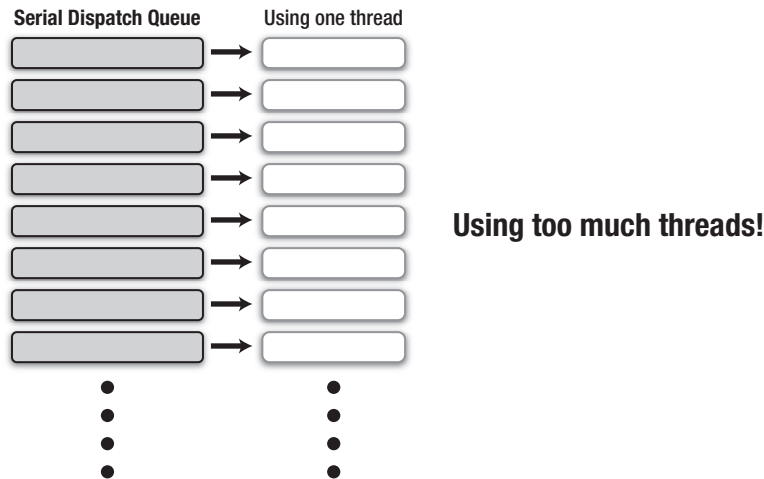 Serial Dispatch Queue
Using one thread
Using too much threads!